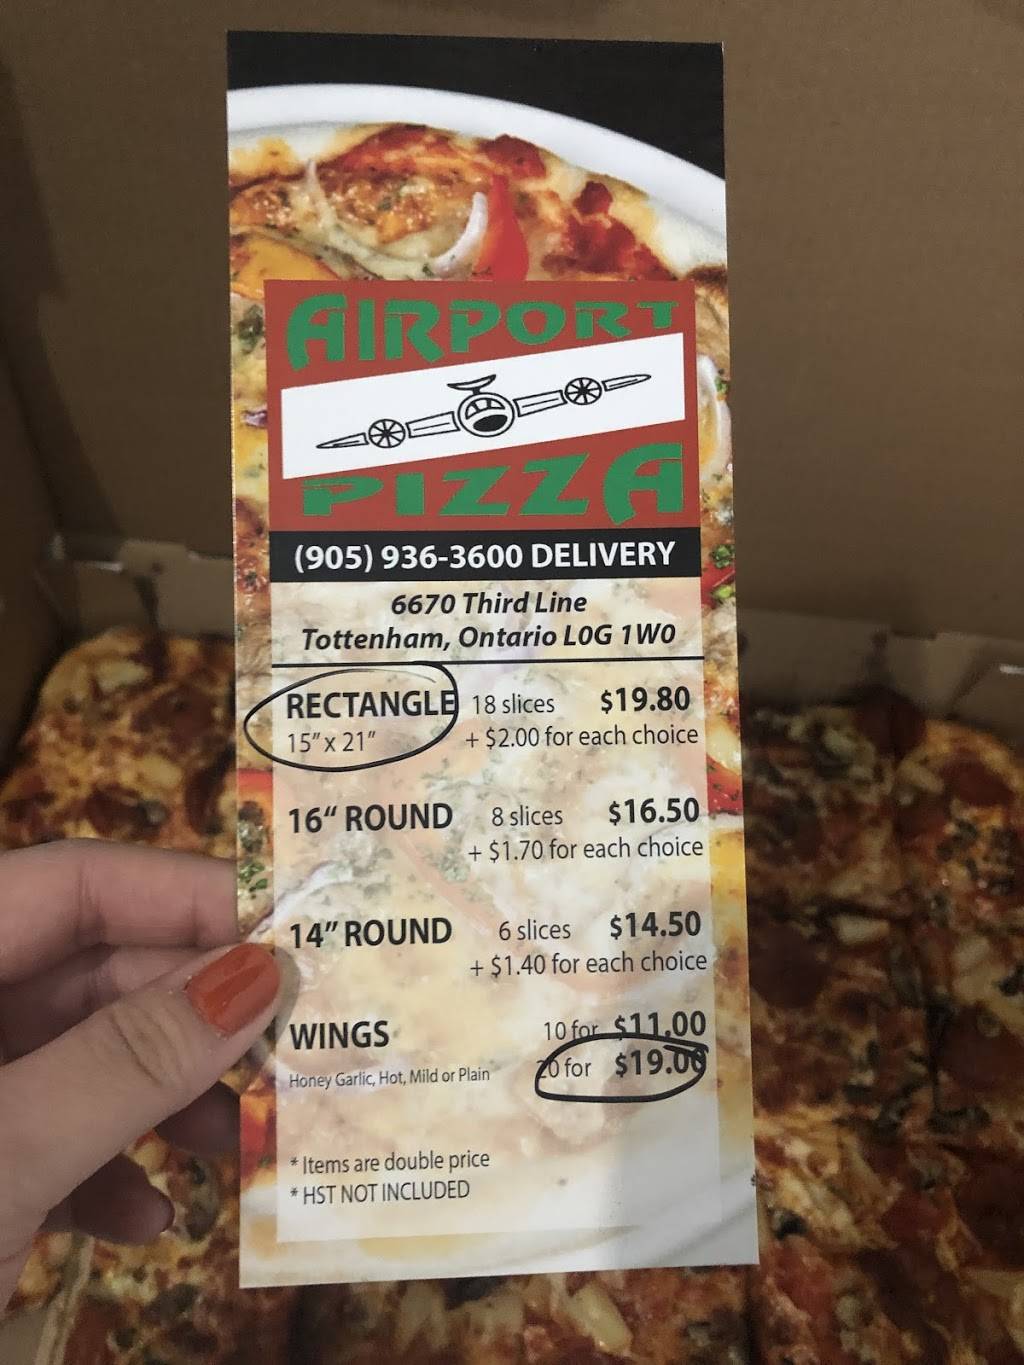 AIRPORT
PIZZA
(905) 936-3600 DELIVERY
6670 Third Line
Tottenham, Ontario L0G 1W0
RECTANGLE 18 slices $19.80
15" x 21" + $2.00 for each choice
16“ ROUND 8 slices $16.50
+ $1.70 for each choice
14” ROUND 6 slices $14.50
+ $1.40 for each choice
WINGS 10 for $11.00
20 for $19.00
Honey Garlic, Hot, Mild or Plain
* Items are double price
* HST NOT INCLUDED